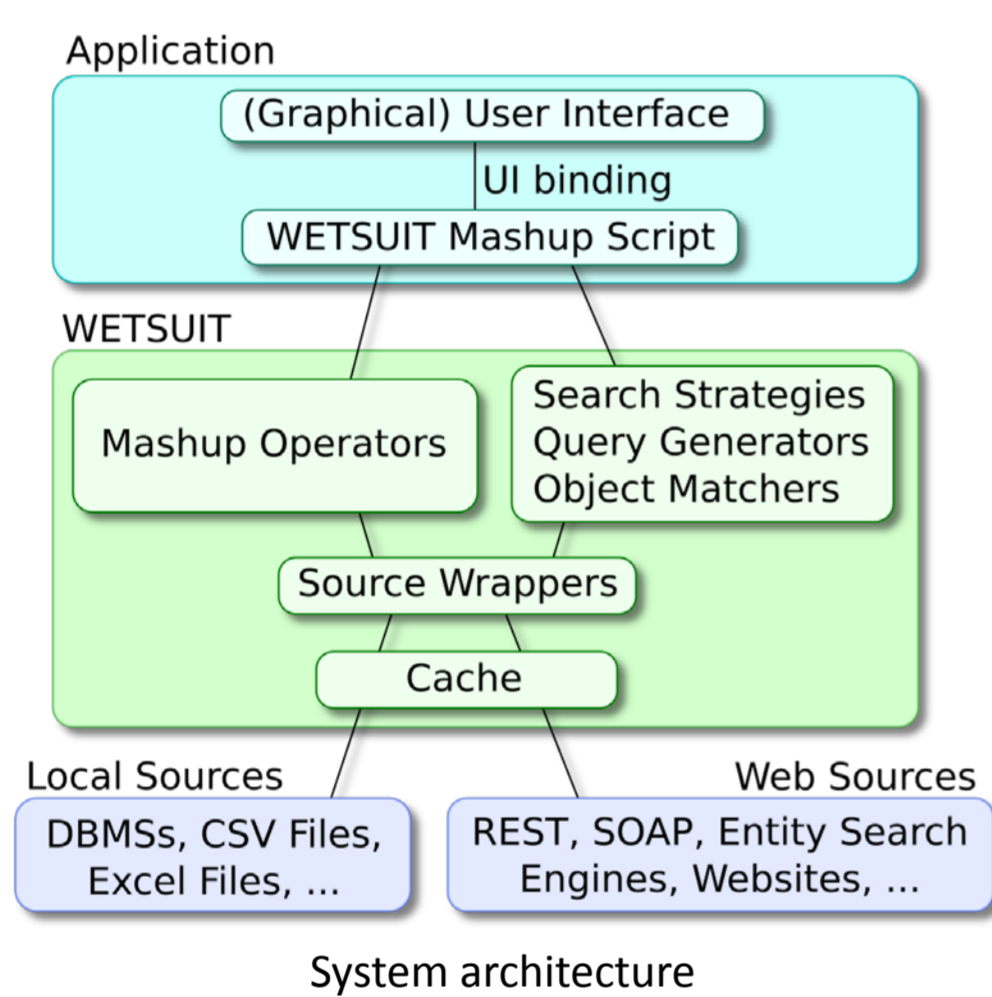 Application
(Graphical) User Interface
UI binding
WETSUIT Mashup Script
WETSUIT
Mashup Operators
Search Strategies
Query Generators
Object Matchers
Source Wrappers
Cache
Local Sources
DBMSs, CSV Files,
Excel Files, ...
Web Sources
REST, SOAP, Entity Search
Engines, Websites, ...
System architecture